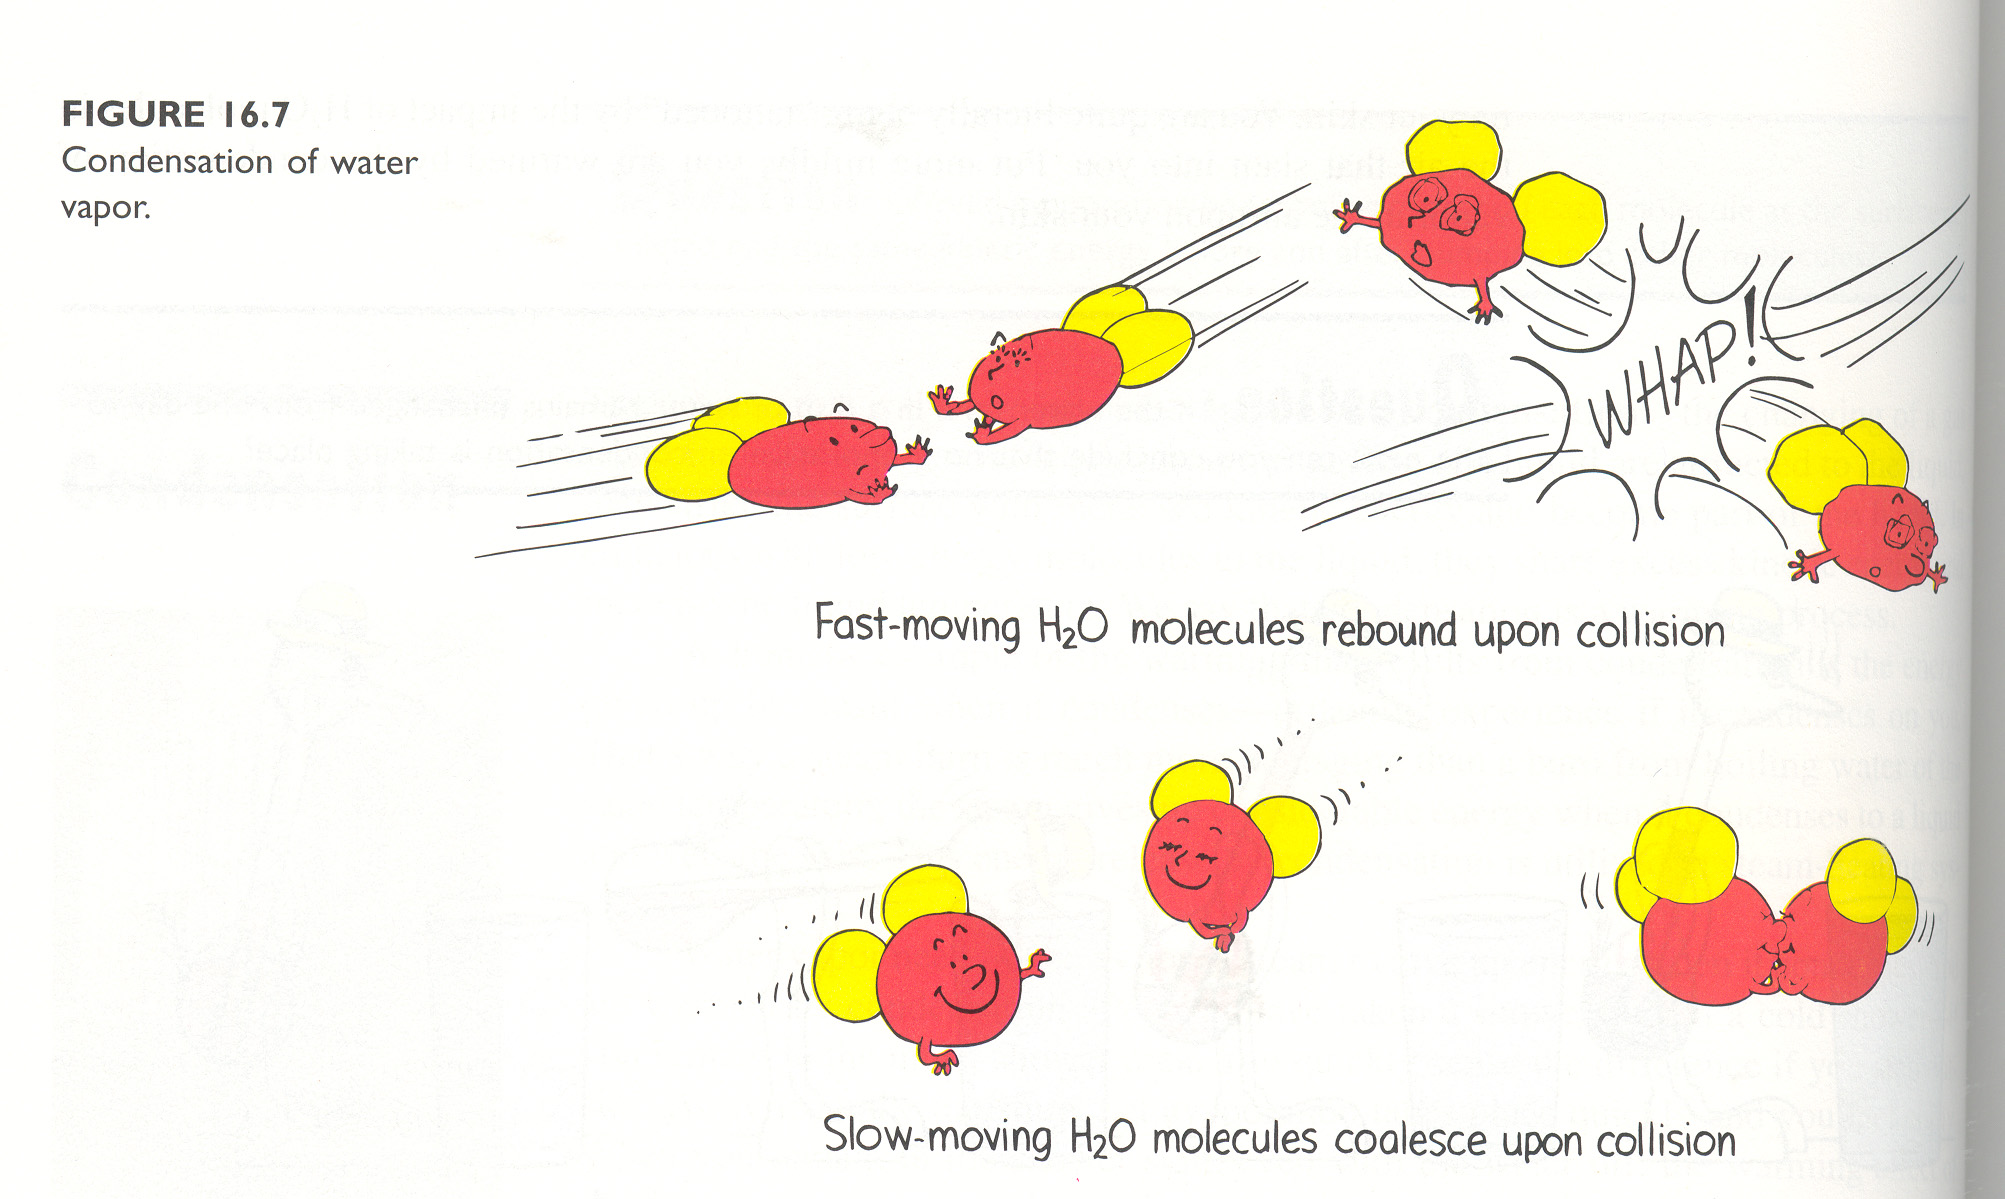 FIGURE 16.7
Condensation of water
vapor.
WHAP!
Fast-moving H₂O molecules rebound upon collision
Slow-moving H₂O molecules coalesce upon collision